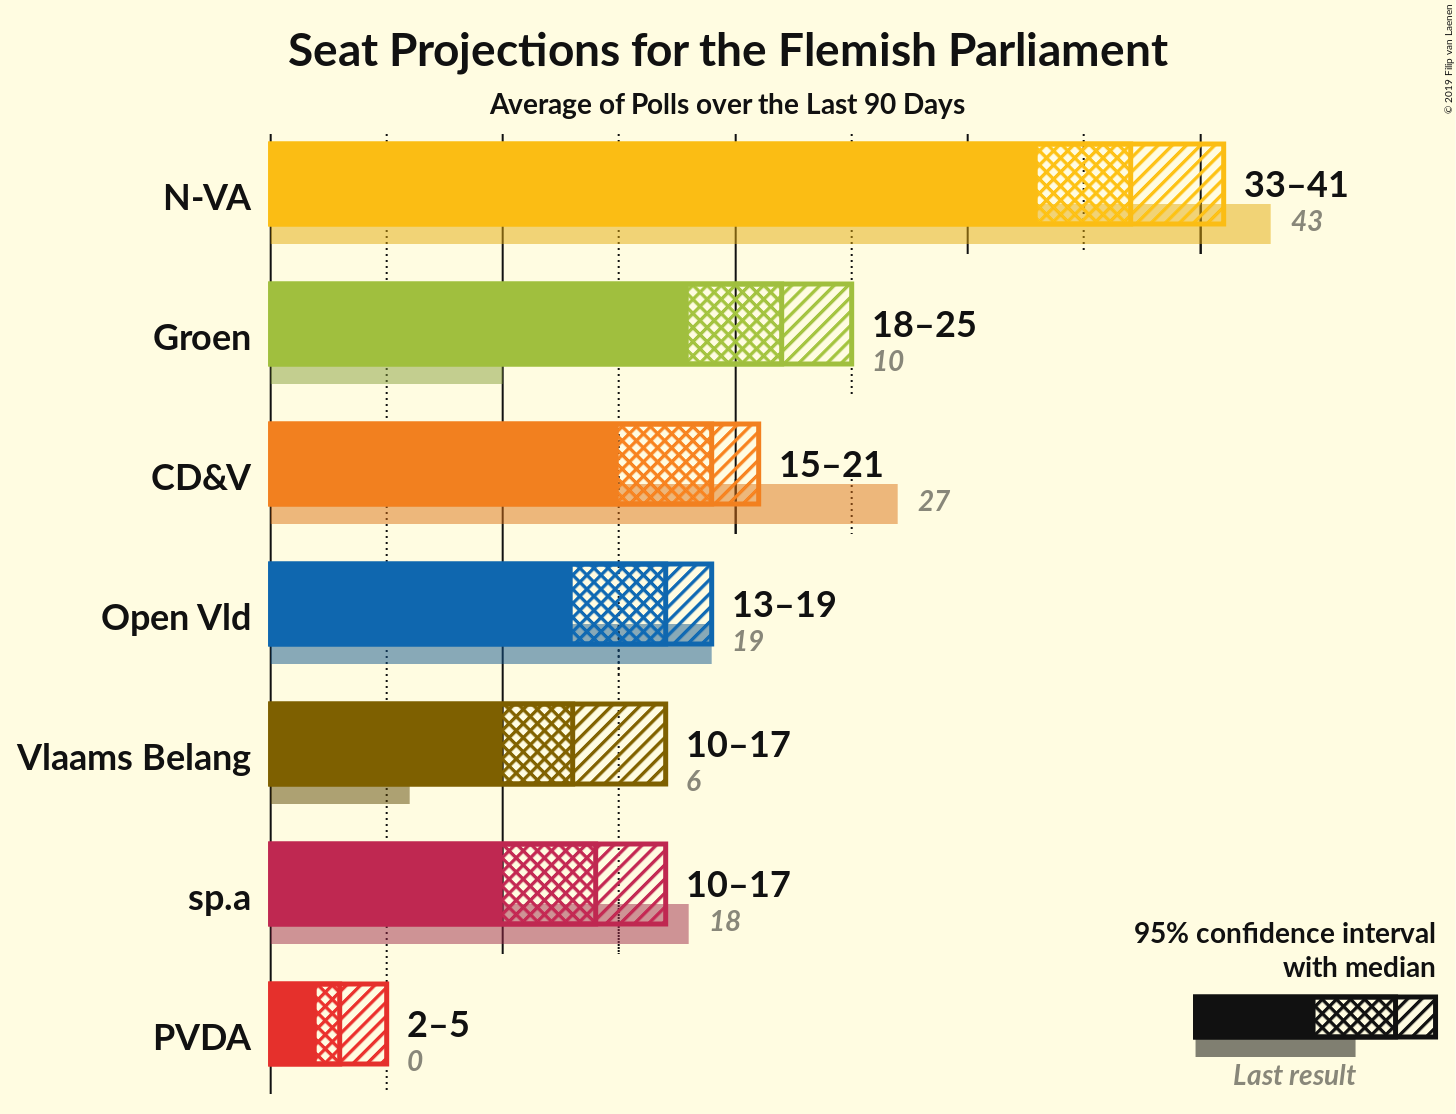 Seat Projections for the Flemish Parliament
Average of Polls over the Last 90 Days
© 2019 Filip van Laenen
N-VA
33–41
43
Groen
18–25
10
CD&V
15–21
27
Open Vld
13–19
19
Vlaams Belang
10–17
6
sp.a
10–17
18
PVDA
2–5
0
95% confidence interval
with median
Last result